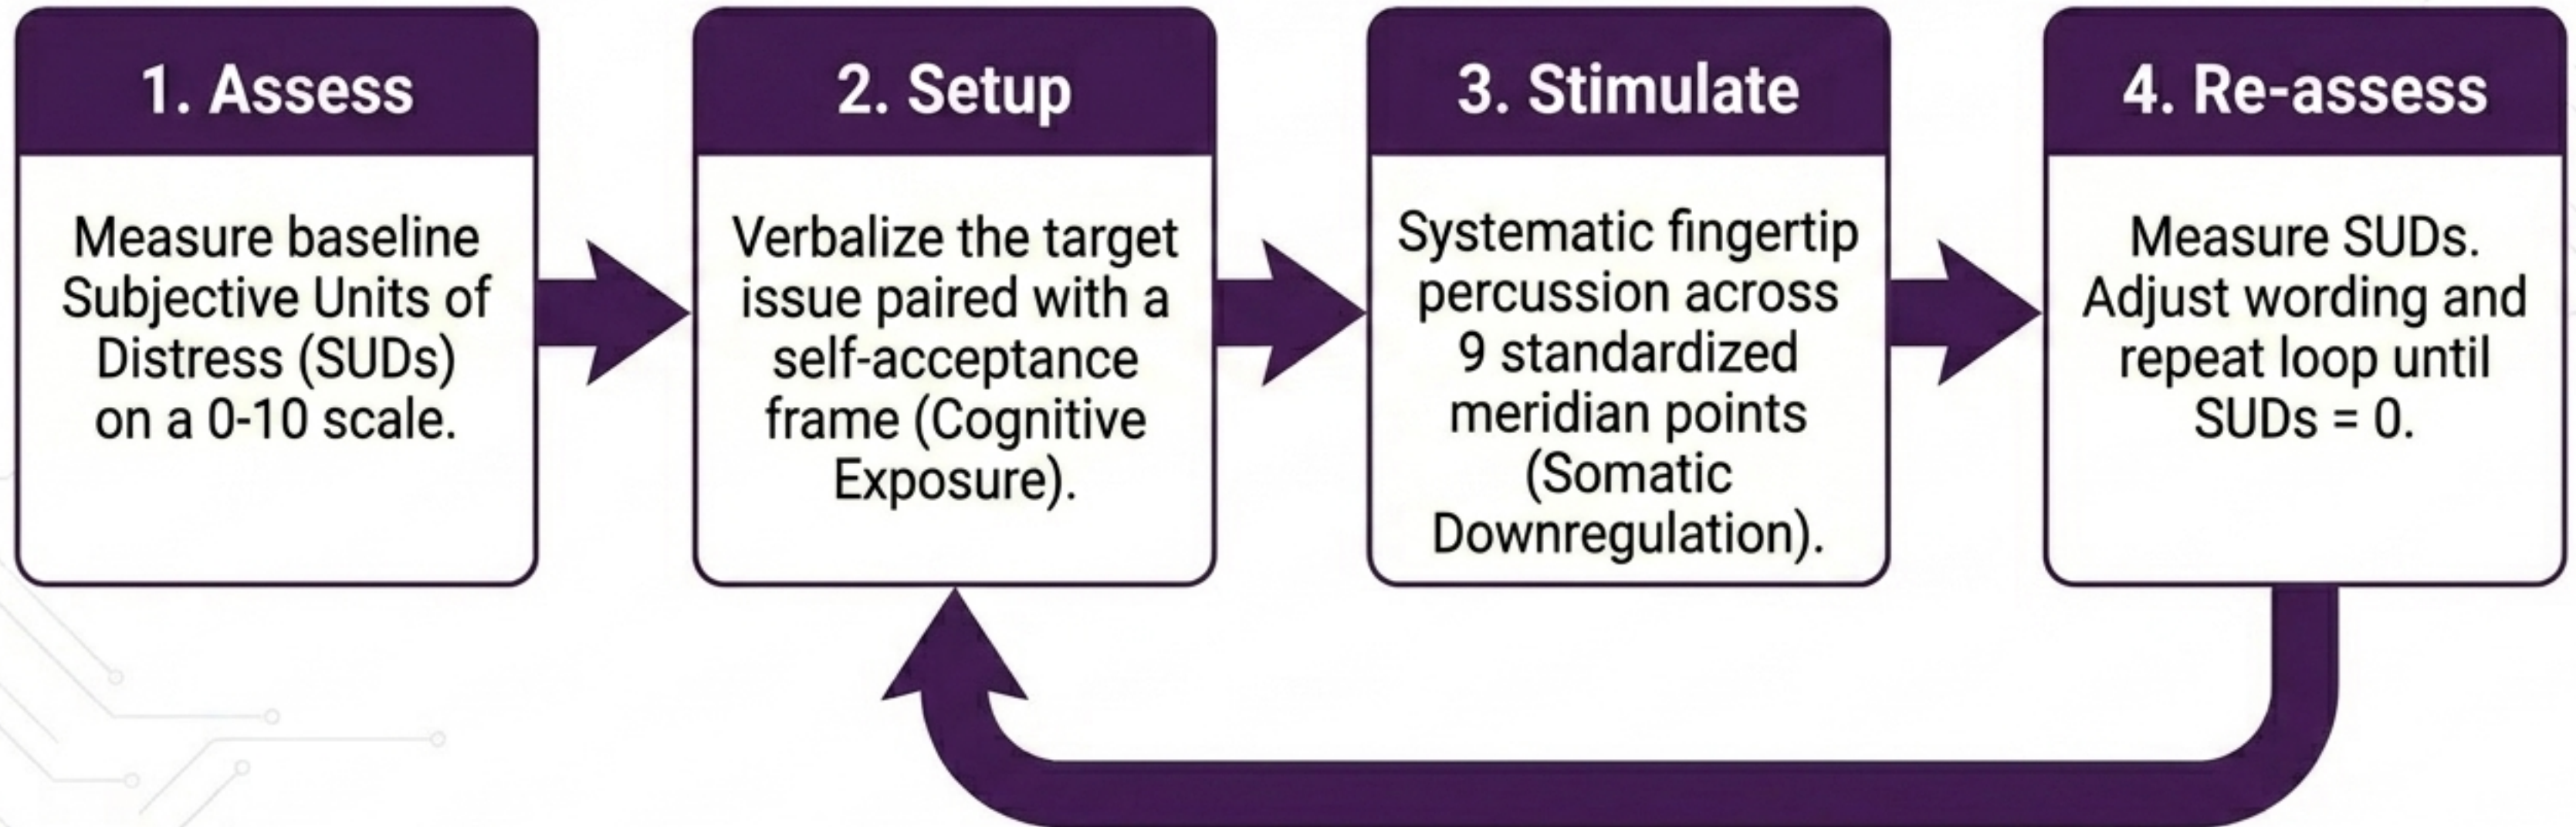 1. Assess
Measure baseline
Subjective Units of
Distress (SUDs)
on a 0-10 scale.
2. Setup
Verbalize the target
issue paired with a
self-acceptance
frame (Cognitive
Exposure).
3. Stimulate
Systematic fingertip
percussion across
9 standardized
meridian points
(Somatic
Downregulation).
4. Re-assess
Measure SUDs.
Adjust wording and
repeat loop until
SUDs = 0.